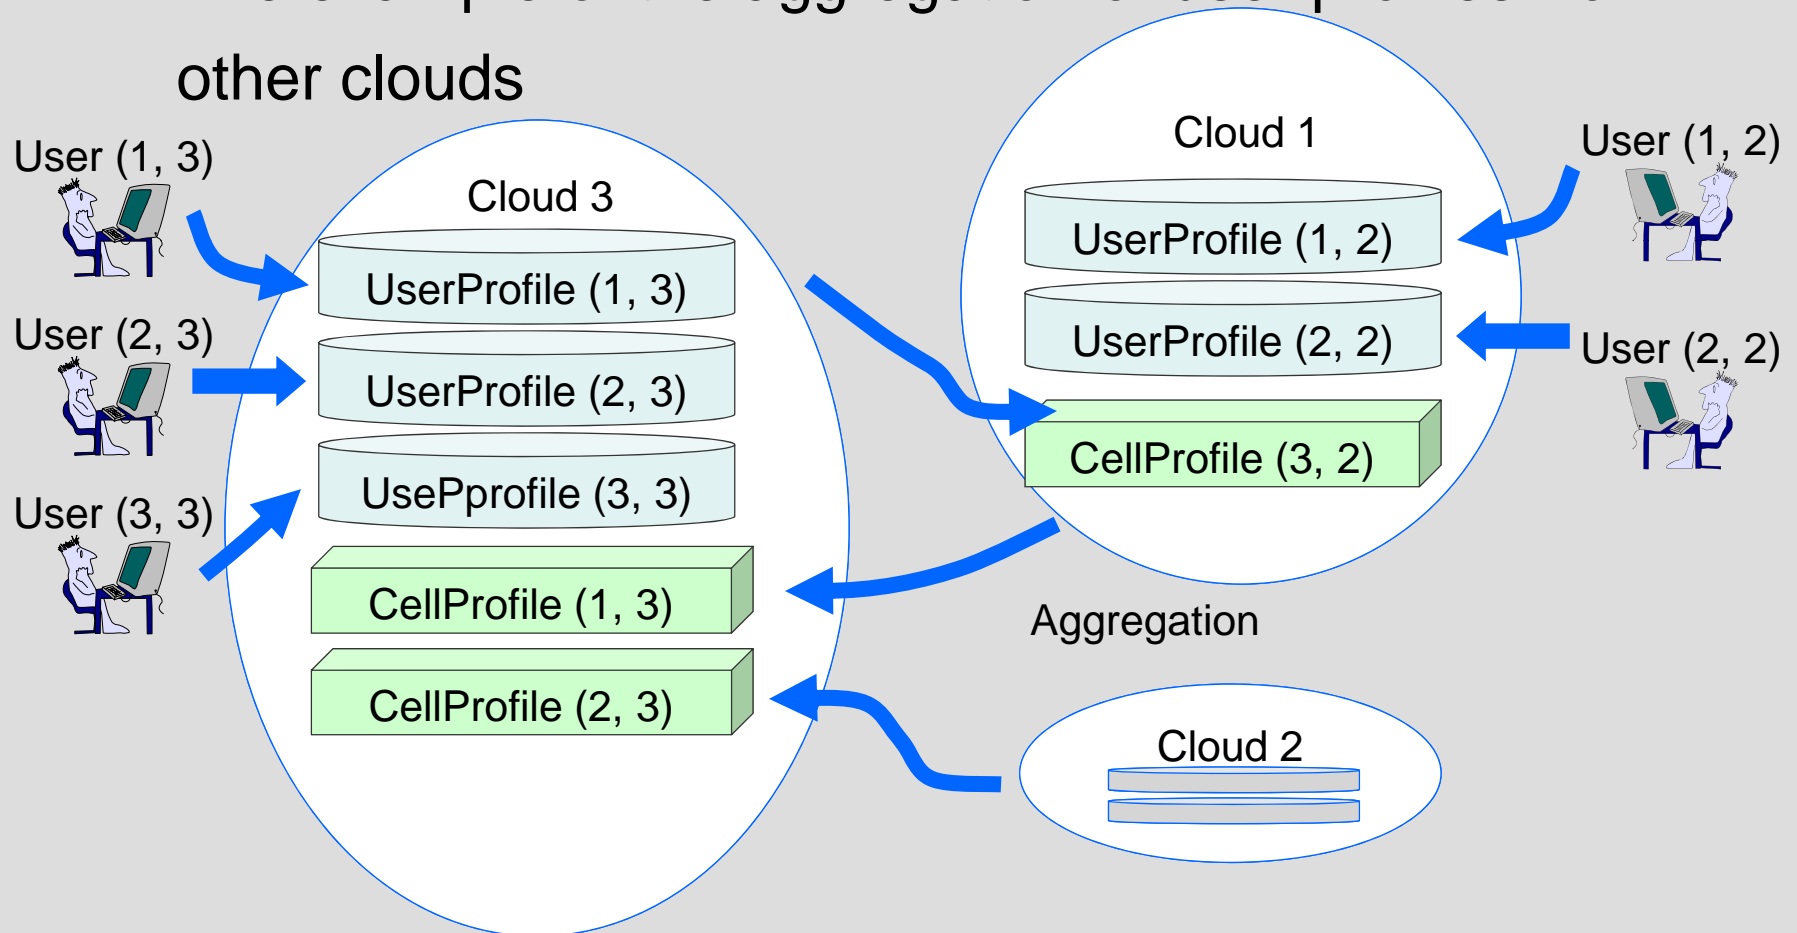 other clouds
Cloud 1
User (1, 3)
User (1, 2)
Cloud 3
UserProfile (1, 2)
UserProfile (1, 3)
User (2, 3)
UserProfile (2, 2)
User (2, 2)
UserProfile (2, 3)
CellProfile (3, 2)
UsePprofile (3, 3)
User (3, 3)
CellProfile (1, 3)
Aggregation
CellProfile (2, 3)
Cloud 2